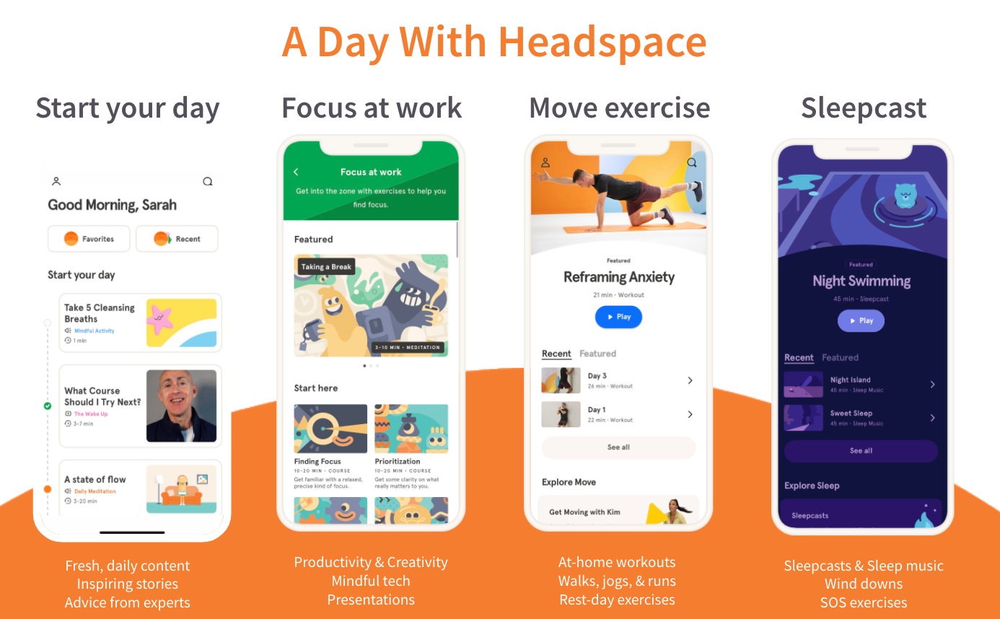 A Day With Headspace
Start your day
Good Morning, Sarah
Favorites
Recent
Start your day
Take 5 Cleansing
Breaths
Mindful Activity
1 min
What Course
Should I Try Next?
The Wake Up
3-7 min
A state of flow
Daily Meditation
3-20 min
Fresh, daily content
Inspiring stories
Advice from experts
Focus at work
Focus at work
Get into the zone with exercises to help you
find focus.
Featured
Taking a Break
3-10 MIN • MEDITATION
Start here
Finding Focus
10-20 MIN • COURSE
Get familiar with a relaxed,
precise kind of focus.
Prioritization
10-20 MIN • COURSE
Get some clarity on what
really matters to you.
Productivity & Creativity
Mindful tech
Presentations
Move exercise
Featured
Reframing Anxiety
21 min • Workout
Play
Recent Featured
Day 3
26 min • Workout
Day 1
22 min • Workout
See all
Explore Move
Get Moving with Kim
At-home workouts
Walks, jogs, & runs
Rest-day exercises
Sleepcast
Featured
Night Swimming
45 min • Sleepcast
Play
Recent Featured
Night Island
45 min • Sleep Music
Sweet Sleep
45 min • Sleep Music
See all
Explore Sleep
Sleepcasts
Sleepcasts & Sleep music
Wind downs
SOS exercises